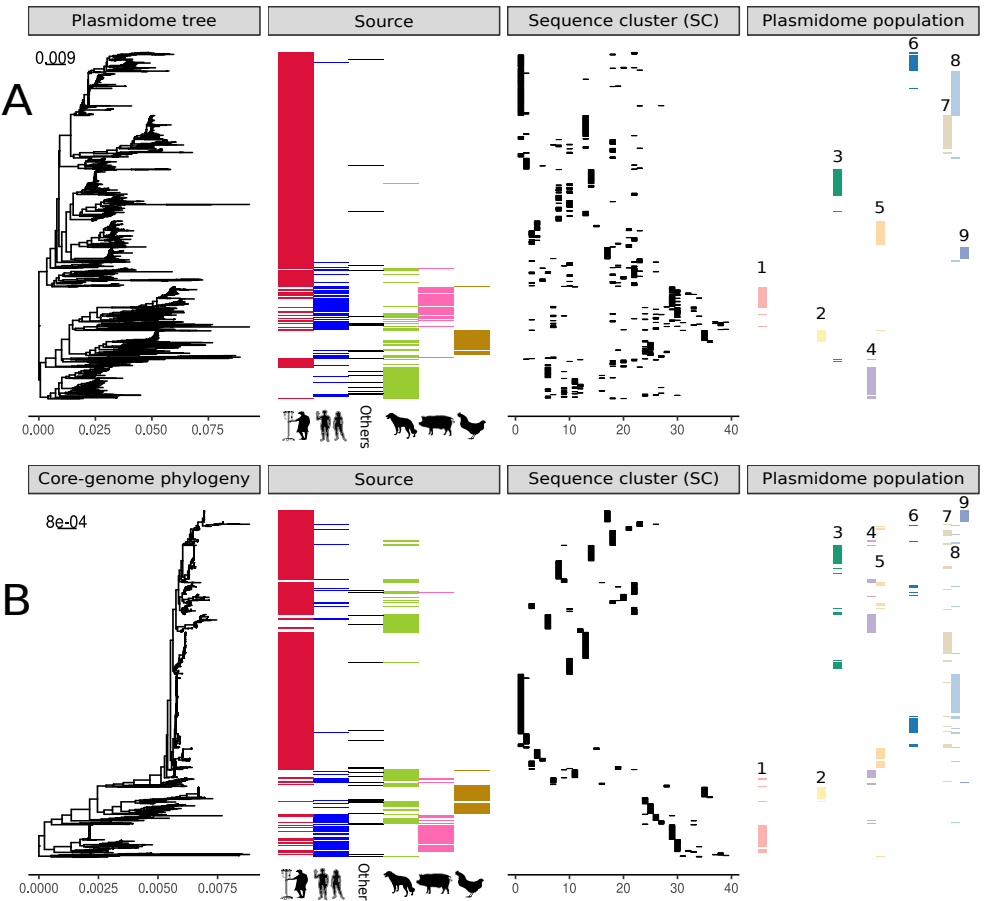 Plasmidome tree Source Sequence cluster (SC) Plasmidome population
A
0.009
6
8
7
3
5
9
1
2
4
Others
0.000 0.025 0.050 0.075
0 10 20 30 40
Core-genome phylogeny Source Sequence cluster (SC) Plasmidome population
B
8e-04
9
6 7
3 4
8
5
1
2
Other
0.0000 0.0025 0.0050 0.0075
0 10 20 30 40